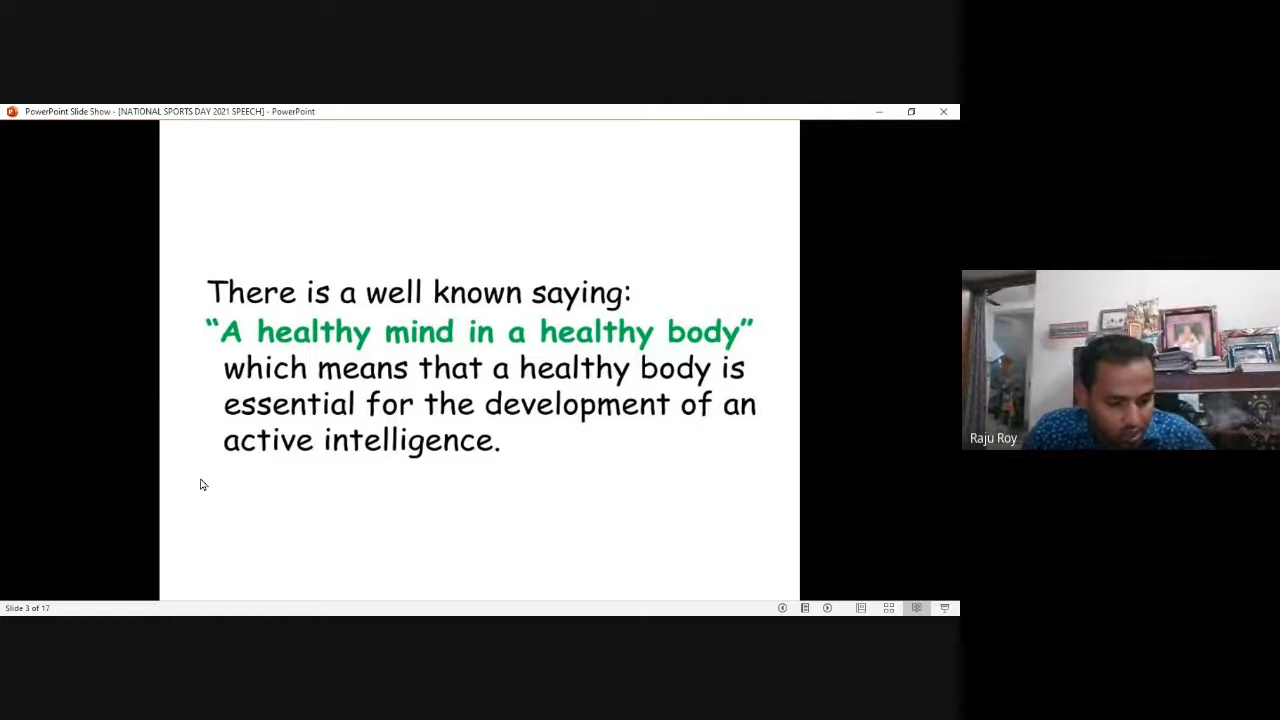 PowerPoint Slide Show - [NATIONAL SPORTS DAY 2021 SPEECH] - PowerPoint
There is a well known saying:
“A healthy mind in a healthy body”
which means that a healthy body is
essential for the development of an
active intelligence.
Raju Roy
Slide 3 of 17